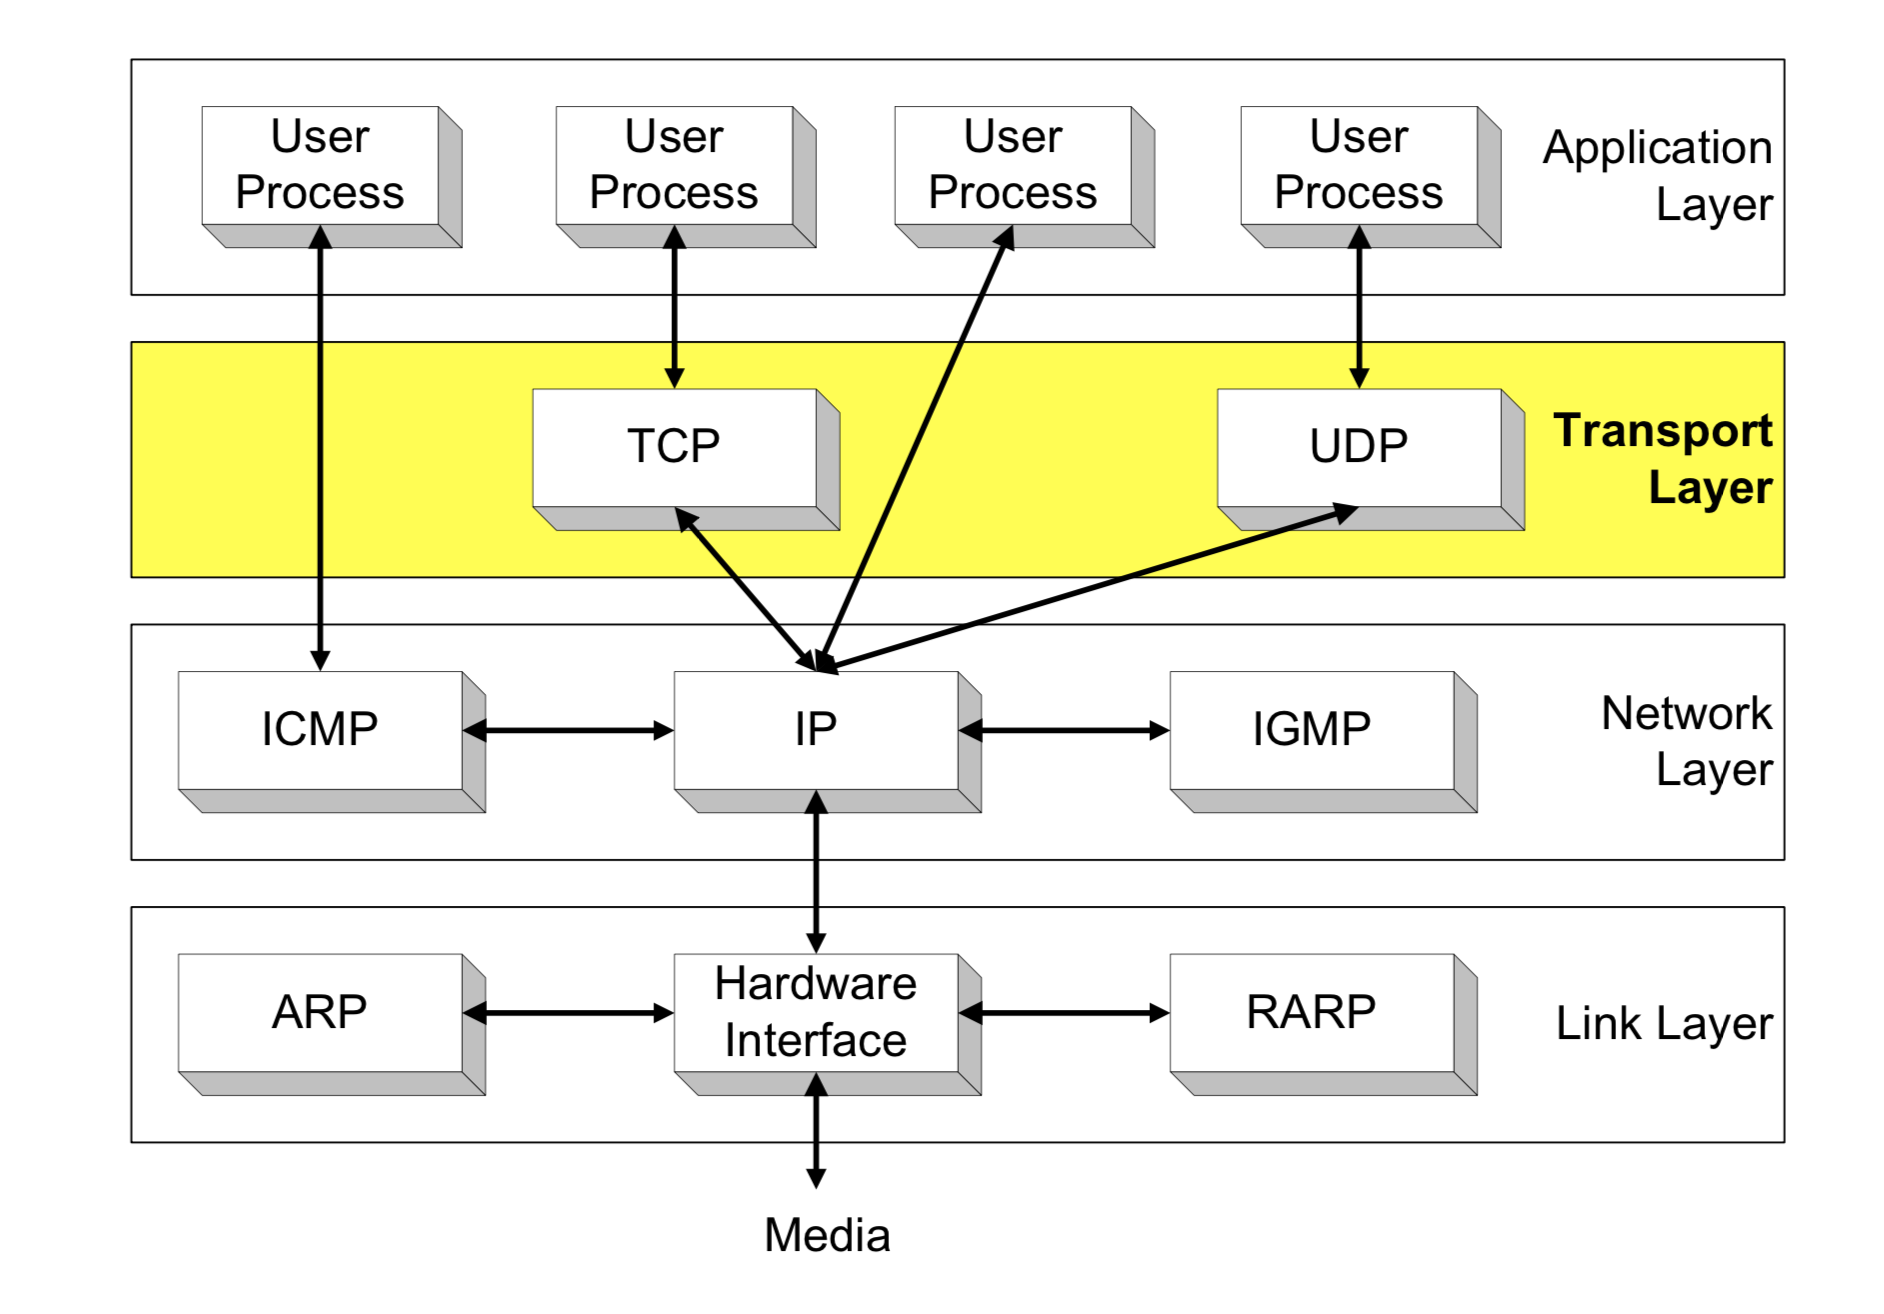 User
Process
User
Process
User
Process
User
Process
Application
Layer
TCP
UDP
Transport
Layer
ICMP
IP
IGMP
Network
Layer
ARP
Hardware
Interface
RARP
Link Layer
Media